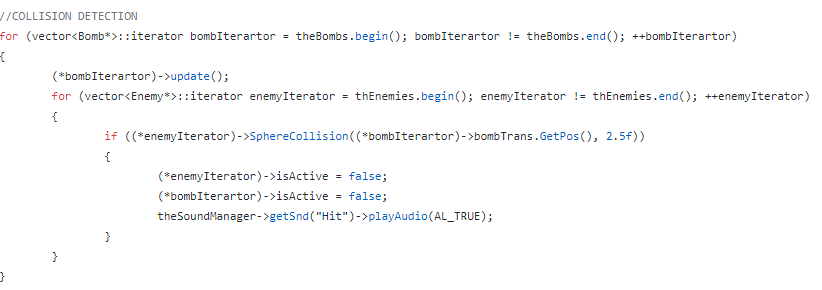 //COLLISION DETECTION
for (vector<Bomb*>::iterator bombIterartor = theBombs.begin(); bombIterartor != theBombs.end(); ++bombIterartor)
{
(*bombIterartor)->update();
for (vector<Enemy*>::iterator enemyIterator = thEnemies.begin(); enemyIterator != thEnemies.end(); ++enemyIterator)
{
if ((*enemyIterator)->SphereCollision((*bombIterartor)->bombTrans.GetPos(), 2.5f))
{
(*enemyIterator)->isActive = false;
(*bombIterartor)->isActive = false;
theSoundManager->getSnd("Hit")->playAudio(AL_TRUE);
}
}
}